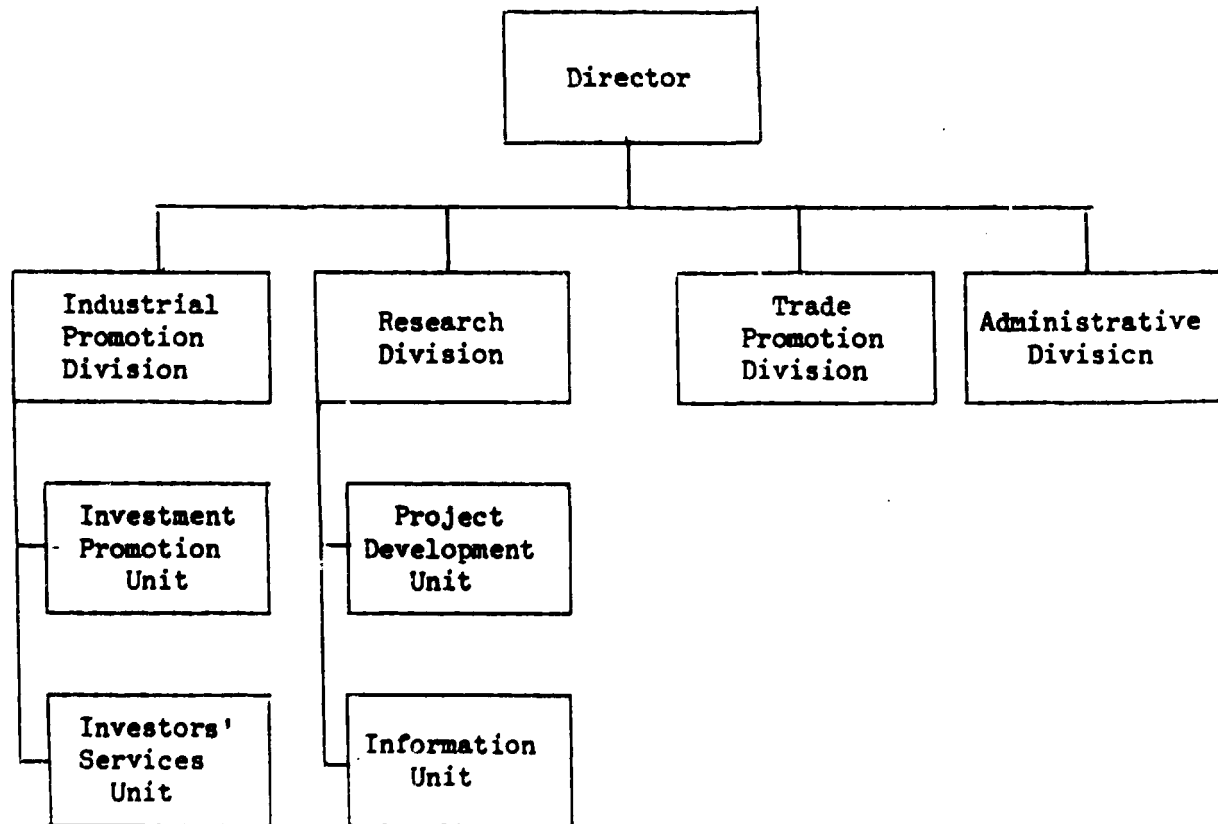 Director
Industrial
Promotion
Division
Research
Division
Trade
Promotion
Division
Administrative
Divisicn
Investment
Promotion
Unit
Project
Development
Unit
Investors'
Services
Unit
Information
Unit